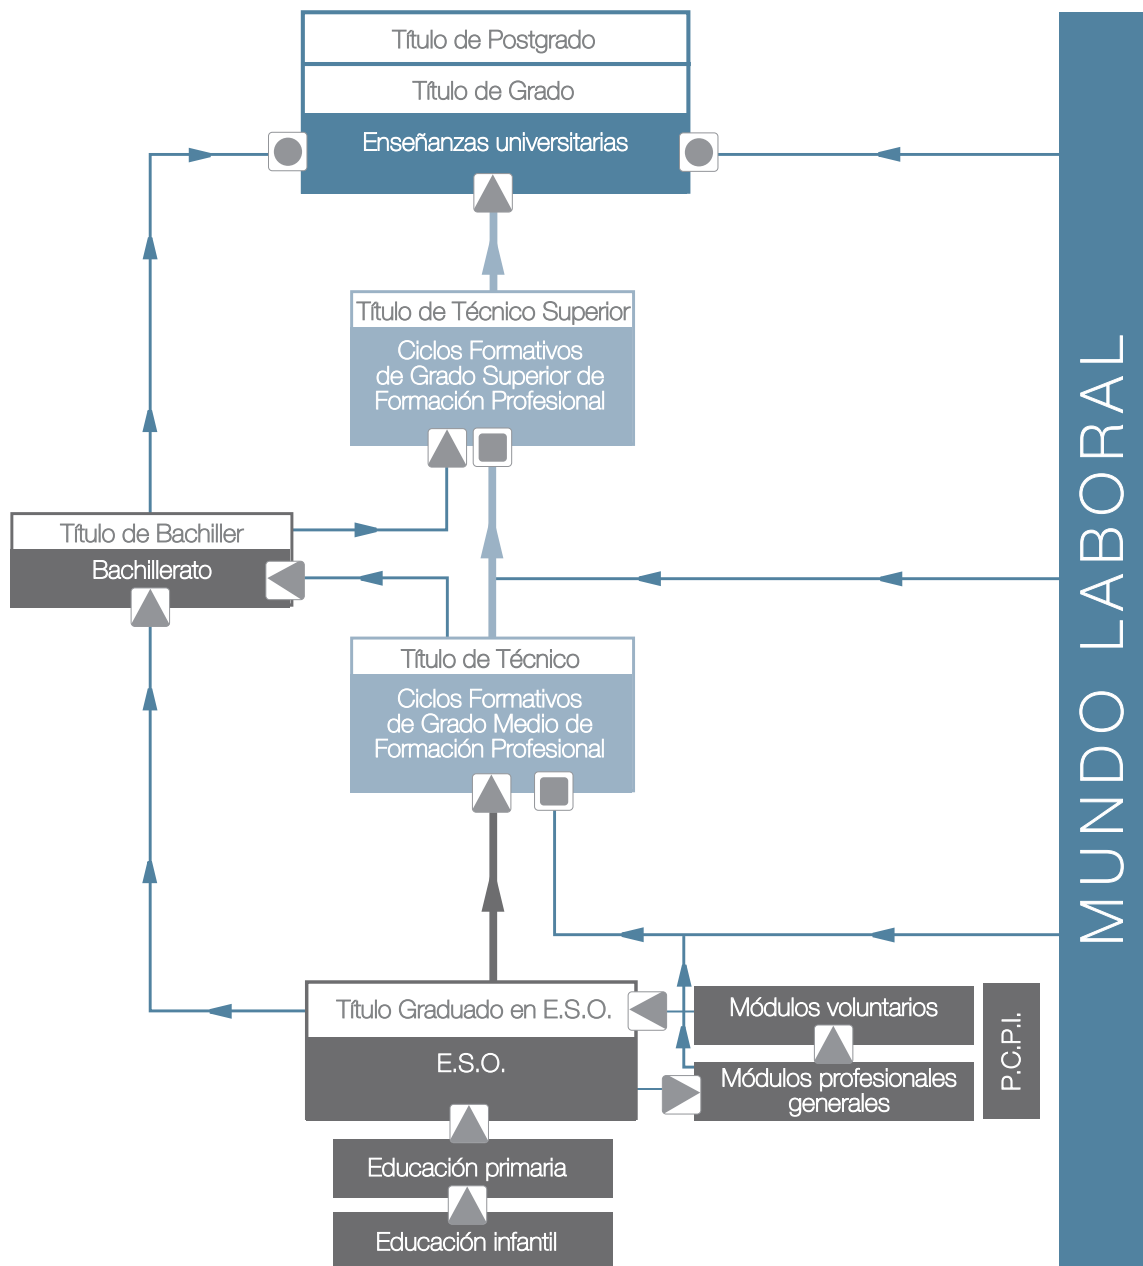 Título de Postgrado
Título de Grado
Enseñanzas universitarias
Título de Técnico Superior
Ciclos Formativos
de Grado Superior de
Formación Profesional
Título de Bachiller
Bachillerato
Título de Técnico
Ciclos Formativos
de Grado Medio de
Formación Profesional
Título Graduado en E.S.O.
E.S.O.
Módulos voluntarios
Módulos profesionales
generales
P.C.P.I.
Educación primaria
Educación infantil
MUNDO LABORAL